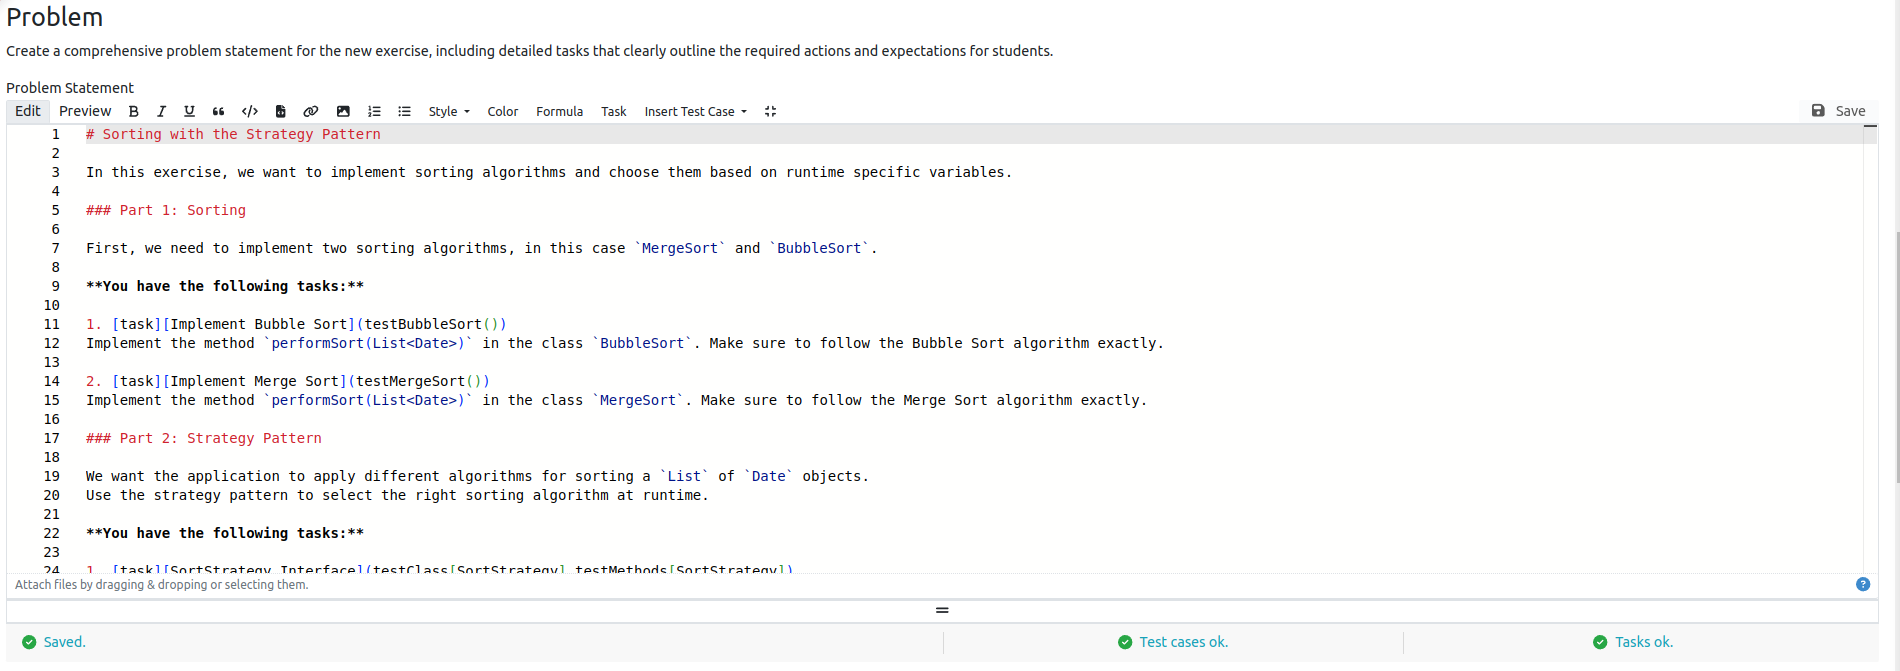 Problem
Create a comprehensive problem statement for the new exercise, including detailed tasks that clearly outline the required actions and expectations for students.
Problem Statement
Edit Preview B I U “ </> Style Color Formula Task Insert Test Case Save
1 # Sorting with the Strategy Pattern
2
3 In this exercise, we want to implement sorting algorithms and choose them based on runtime specific variables.
4
5 ### Part 1: Sorting
6
7 First, we need to implement two sorting algorithms, in this case `MergeSort` and `BubbleSort`.
8
9 **You have the following tasks:**
10
11 1. [task][Implement Bubble Sort](testBubbleSort())
12 Implement the method `performSort(List<Date>)` in the class `BubbleSort`. Make sure to follow the Bubble Sort algorithm exactly.
13
14 2. [task][Implement Merge Sort](testMergeSort())
15 Implement the method `performSort(List<Date>)` in the class `MergeSort`. Make sure to follow the Merge Sort algorithm exactly.
16
17 ### Part 2: Strategy Pattern
18
19 We want the application to apply different algorithms for sorting a `List` of `Date` objects.
20 Use the strategy pattern to select the right sorting algorithm at runtime.
21
22 **You have the following tasks:**
23
24 1. [task][SortStrategy Interface](testClass[SortStrategy],testMethods[SortStrategy])
Attach files by dragging & dropping or selecting them. ?
Saved. Test cases ok. Tasks ok.